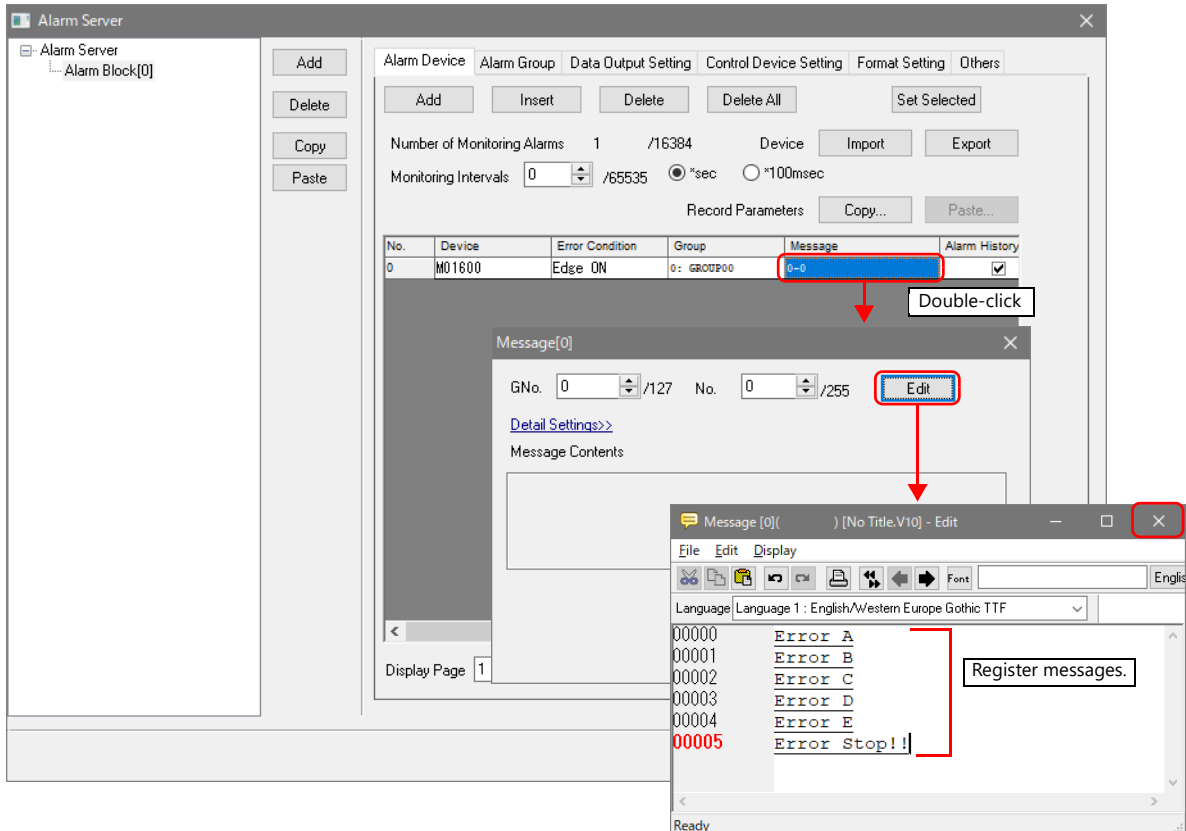 Alarm Server
Alarm Server
Alarm Block[0]
Add
Delete
Copy
Paste
Alarm Device Alarm Group Data Output Setting Control Device Setting Format Setting Others
Add Insert Delete Delete All Set Selected
Number of Monitoring Alarms 1 /16384 Device Import Export
Monitoring Intervals 0 /65535 *sec *100msec
Record Parameters Copy... Paste...
No. Device Error Condition Group Message Alarm History
0 M01600 Edge ON 0: GROUP00 0-0
Double-click
Message[0]
GNo. 0 /127 No. 0 /255 Edit
Detail Settings>>
Message Contents
Display Page 1
Message [0]( ) [No Title.V10] - Edit
File Edit Display
Font Englis
Language Language 1 : English/Western Europe Gothic TTF
00000 Error A
00001 Error B
00002 Error C
00003 Error D
00004 Error E
00005 Error Stop!!
Register messages.
Ready